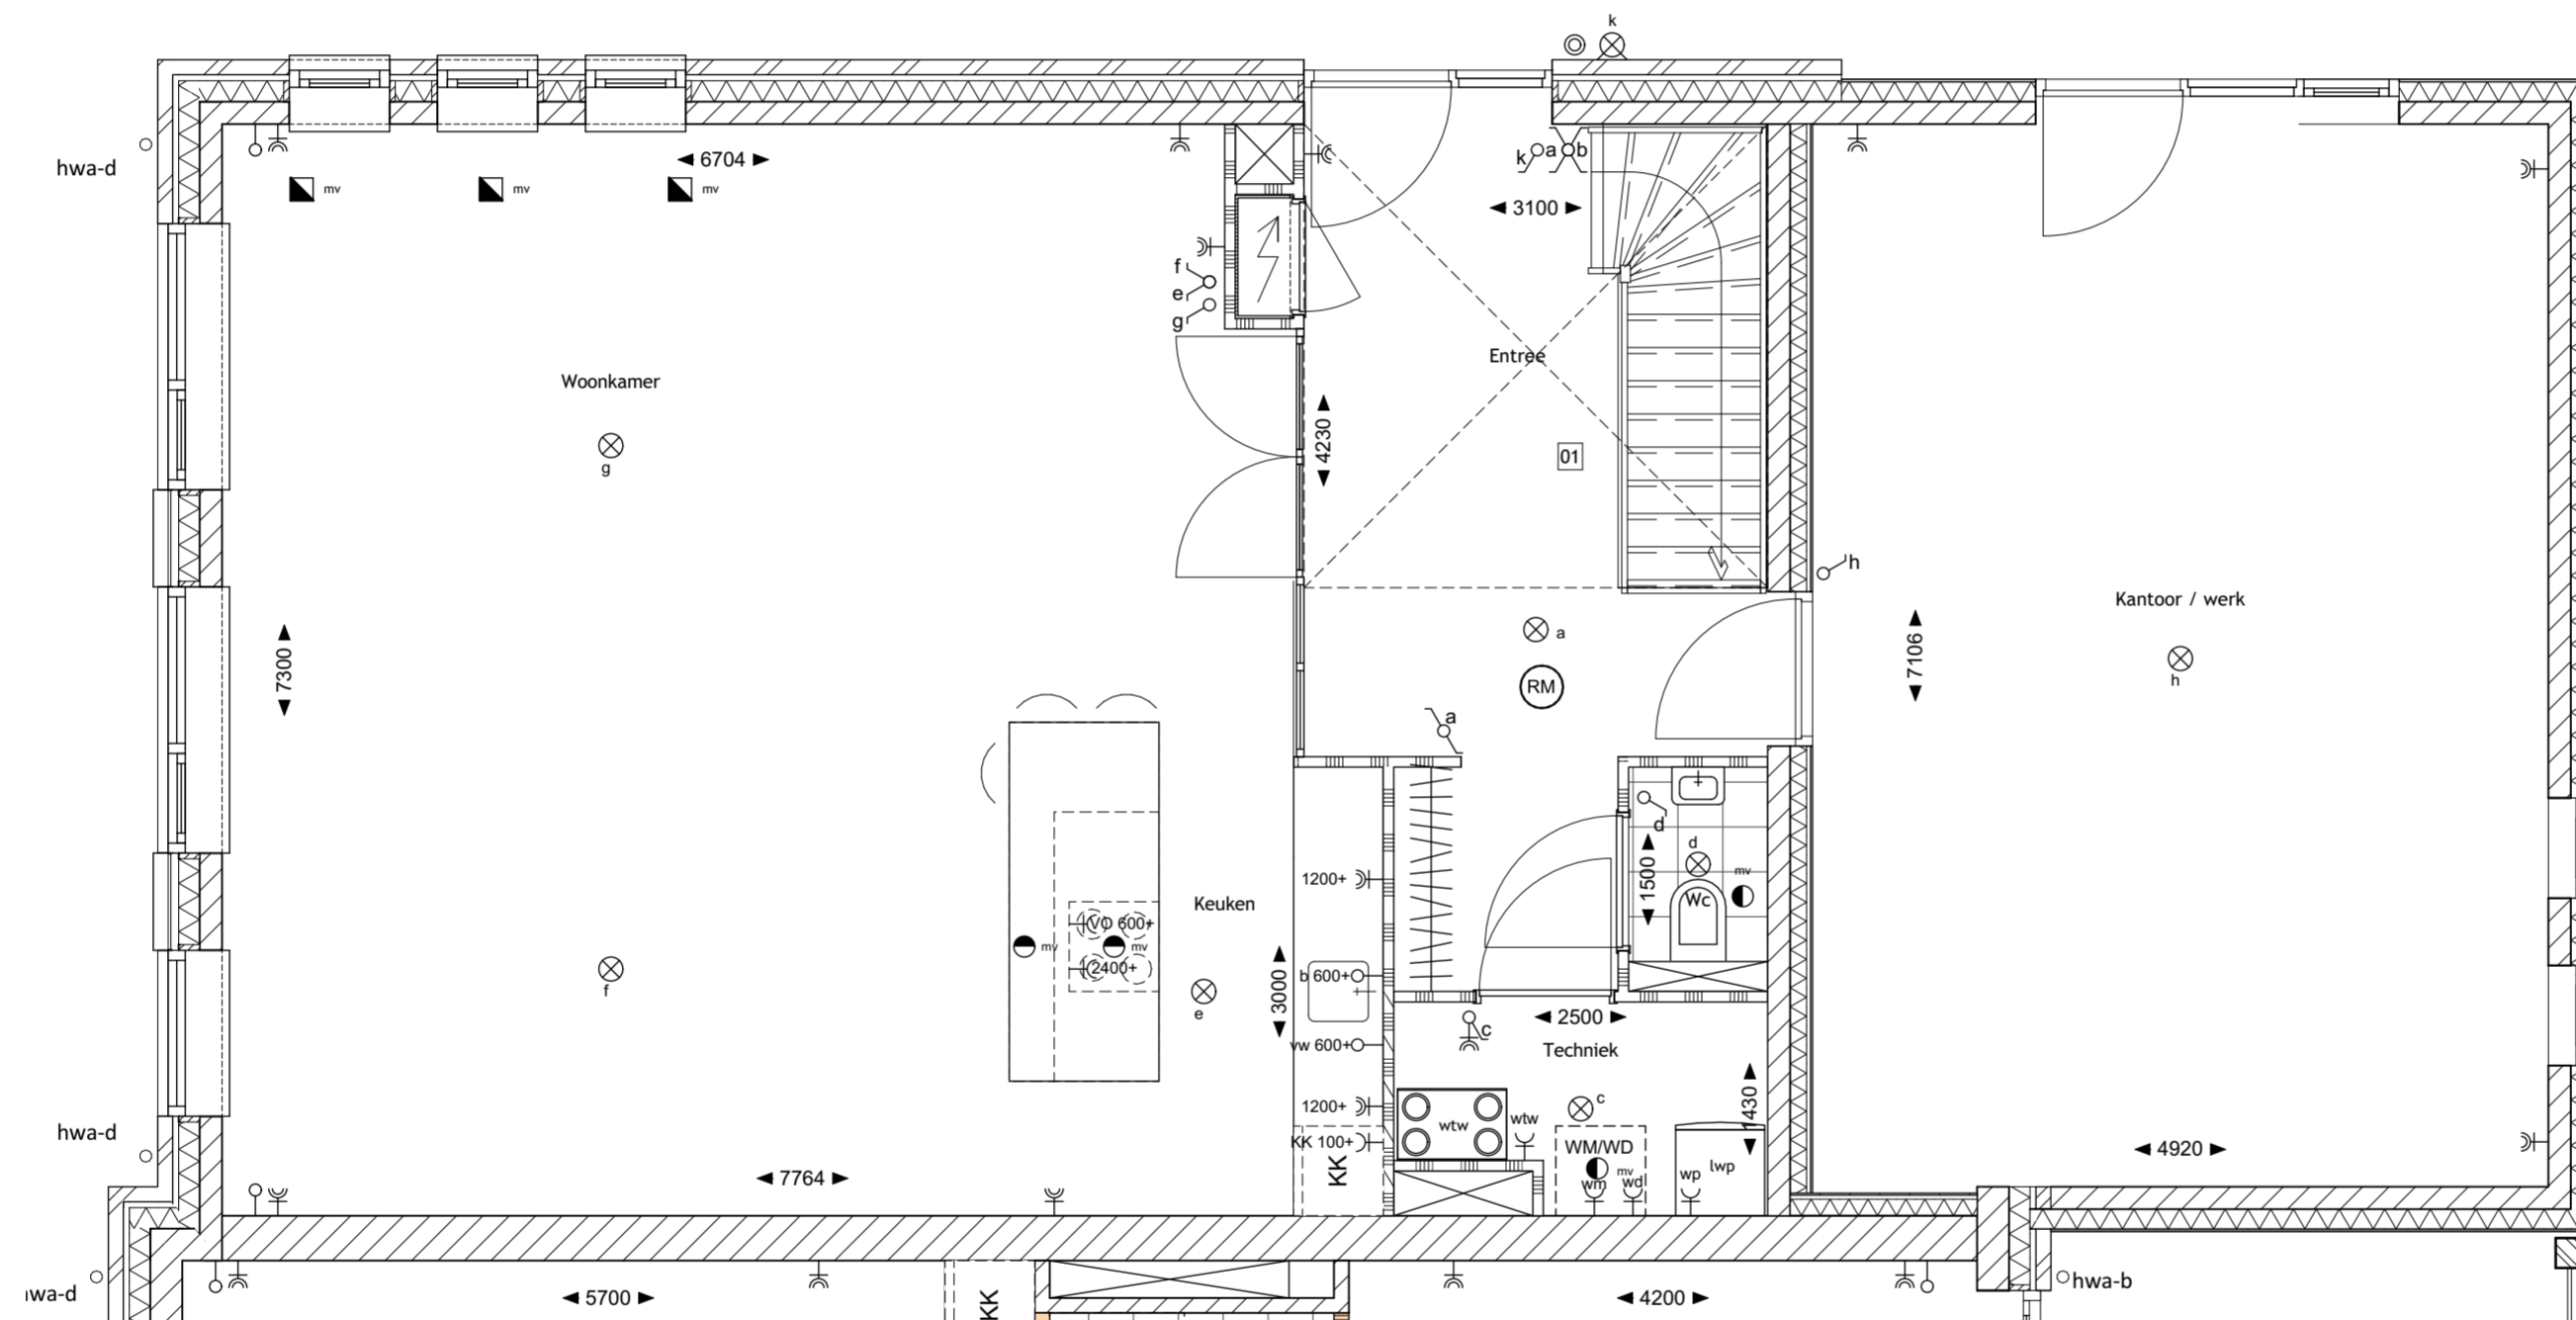 k
hwa-d
6704
k a b
mv
mv
mv
3100
f
e
g
Entree
Woonkamer
4230
g
01
h
Kantoor / werk
a
7300
7106
RM
h
a
d
d
1500
mv
Wc
1200+
Keuken
VO 600+
mv
mv
2400+
f
e
3000
b 600+
2500
c
vw 600+
Techniek
1430
c
1200+
wtw
wtw
hwa-d
KK 100+
WM/WD
4920
KK
mv
wm
wd
wp
lwp
7764
hwa-b
wa-d
5700
KK
4200